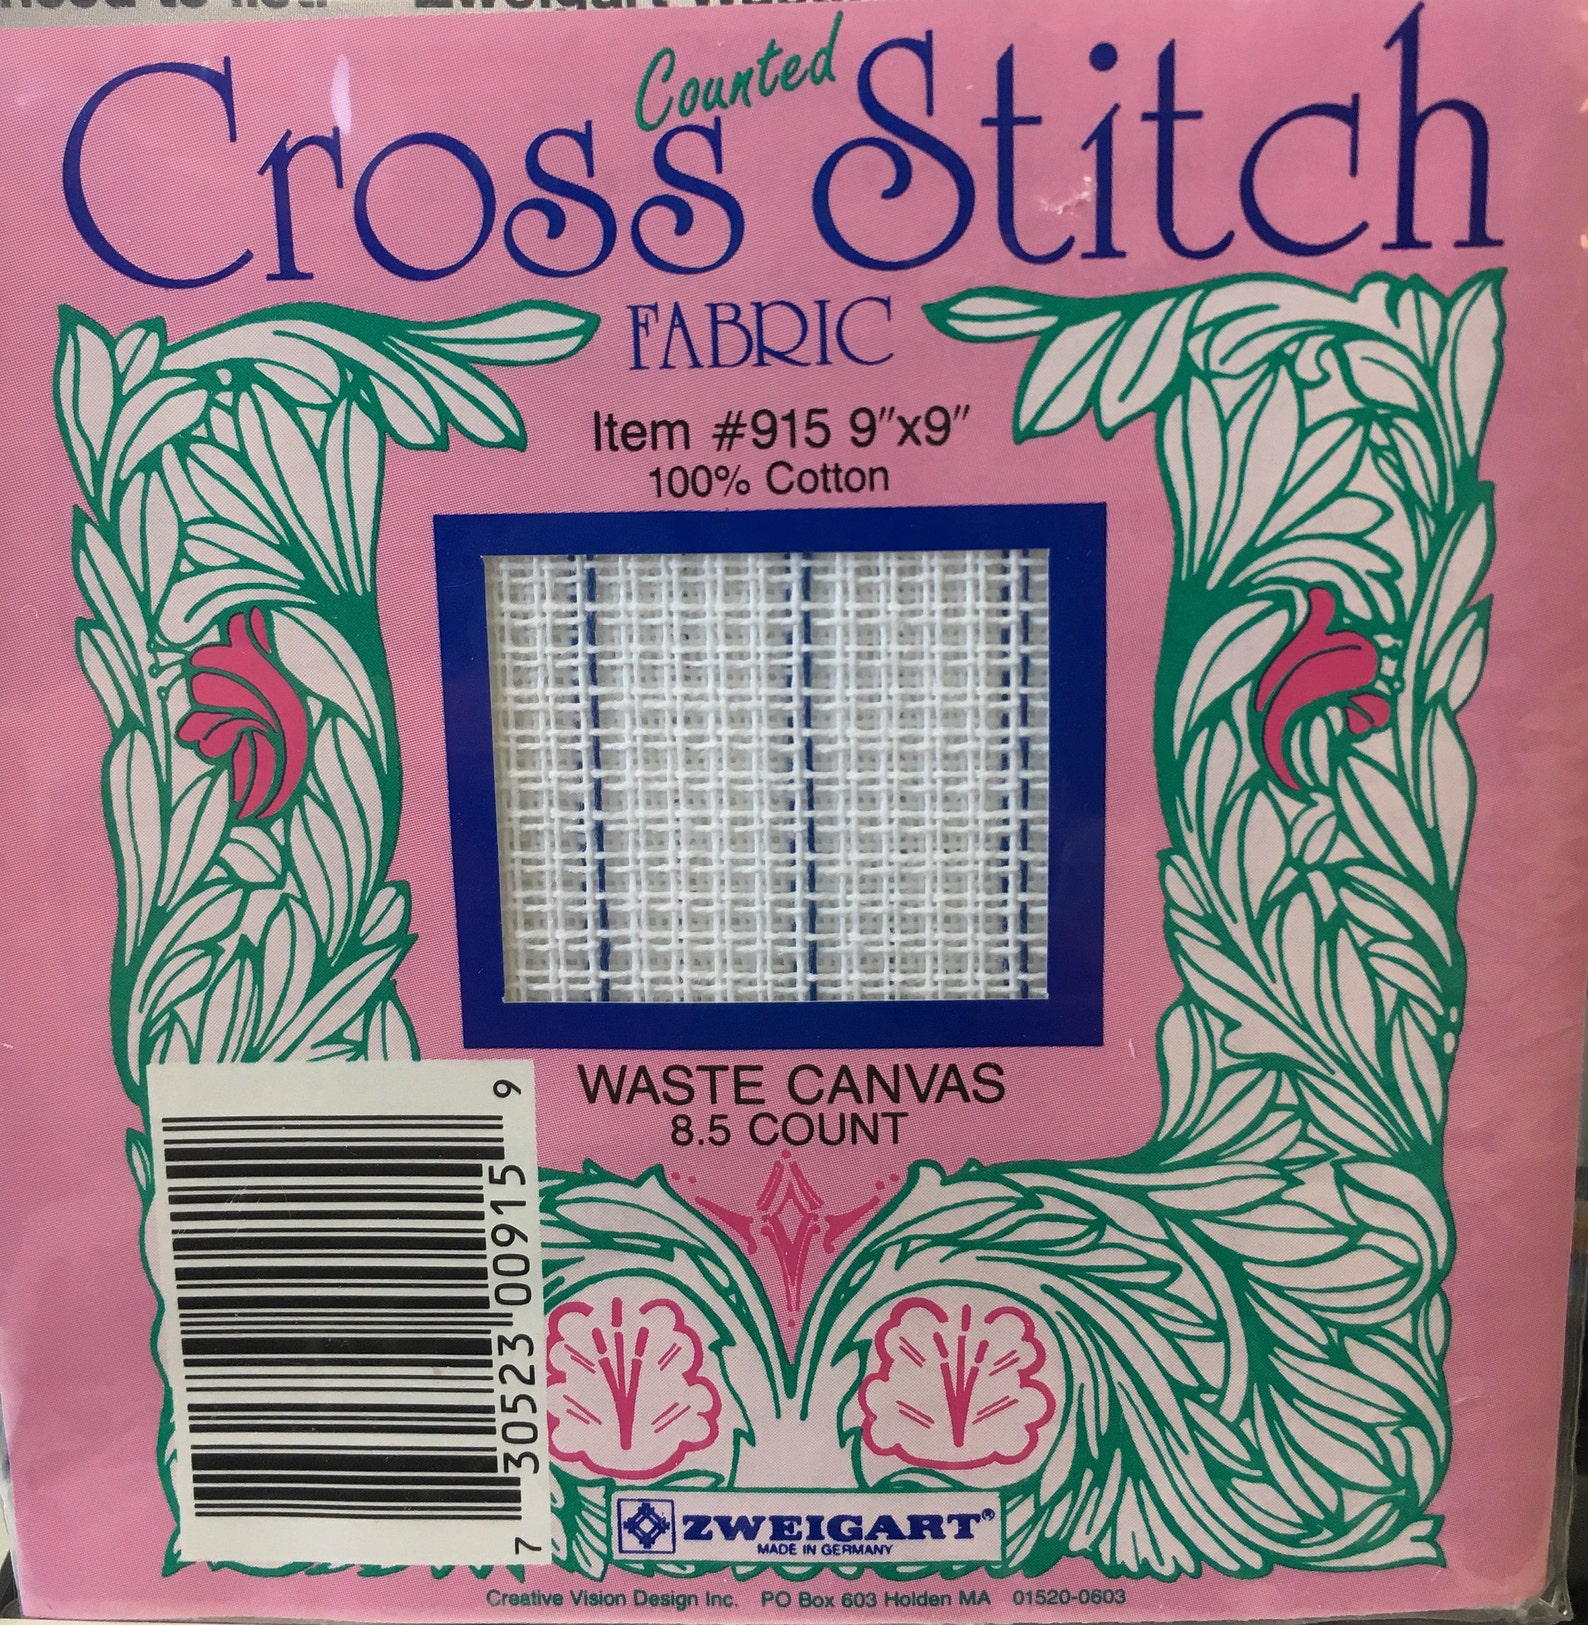 Counted
Cross Stitch
FABRIC
Item #915 9"x9"
100% Cotton
WASTE CANVAS
8.5 COUNT
7 30523 00915 9
ZWEIGART®
MADE IN GERMANY
Creative Vision Design Inc. PO Box 603 Holden MA 01520-0603